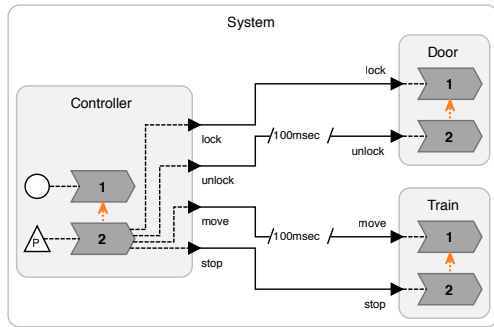 System
Door
lock
1
Controller
lock
100msec
2
unlock
unlock
1
Train
move
100msec
move
1
P
2
stop
2
stop